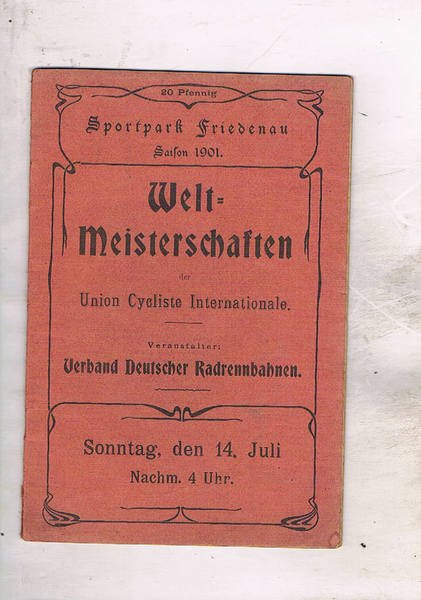 20 Pfennig
Sportpark Friedenau
Saison 1901.
Welt-
Meisterschaften
der
Union Cycliste Internationale.
Veranstalter:
Verband Deutscher Radrennbahnen.
Sonntag, den 14. Juli
Nachm. 4 Uhr.